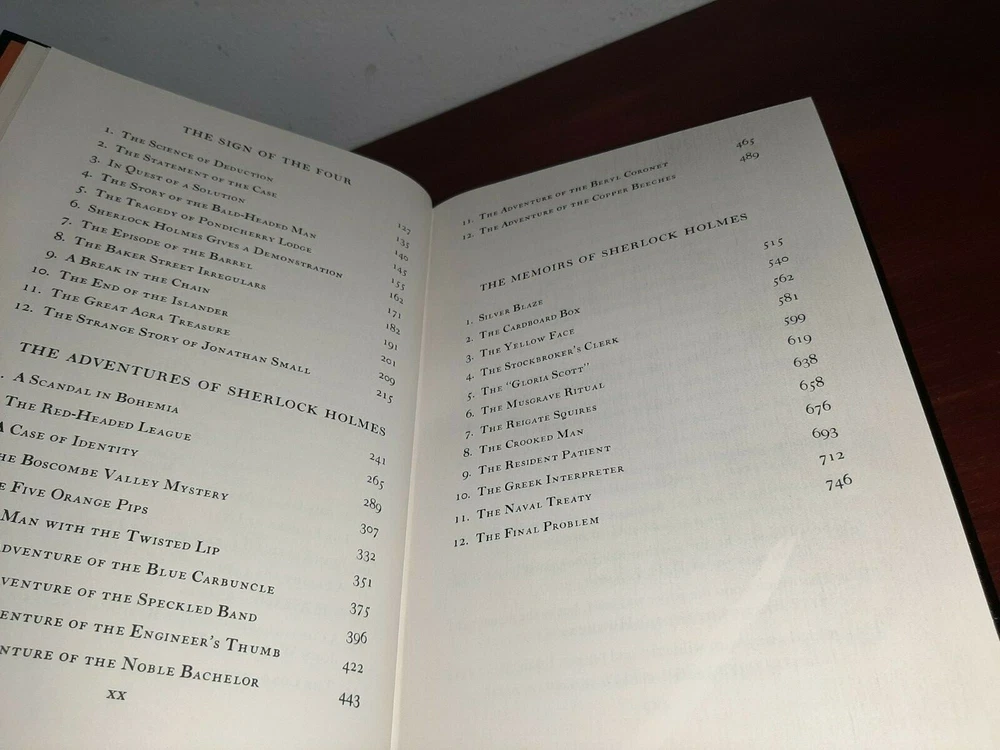 THE SIGN OF THE FOUR
1. The Science of Deduction 127
2. The Statement of the Case 135
3. In Quest of a Solution 140
4. The Story of the Bald-Headed Man 145
5. The Tragedy of Pondicherry Lodge 155
6. Sherlock Holmes Gives a Demonstration 162
7. The Episode of the Barrel 171
8. The Baker Street Irregulars 182
9. A Break in the Chain 191
10. The End of the Islander 201
11. The Great Agra Treasure 209
12. The Strange Story of Jonathan Small 215
THE ADVENTURES OF SHERLOCK HOLMES
. A Scandal in Bohemia 241
The Red-Headed League 265
A Case of Identity 289
he Boscombe Valley Mystery 307
e Five Orange Pips 332
Man with the Twisted Lip 351
dventure of the Blue Carbuncle 375
venture of the Speckled Band 396
enture of the Engineer's Thumb 422
nture of the Noble Bachelor 443
xx
11. The Adventure of the Beryl Coronet 465
12. The Adventure of the Copper Beeches 489
THE MEMOIRS OF SHERLOCK HOLMES
1. Silver Blaze 515
2. The Cardboard Box 540
3. The Yellow Face 562
4. The Stockbroker's Clerk 581
5. The "Gloria Scott" 599
6. The Musgrave Ritual 619
7. The Reigate Squires 638
8. The Crooked Man 658
9. The Resident Patient 676
10. The Greek Interpreter 693
11. The Naval Treaty 712
12. The Final Problem 746